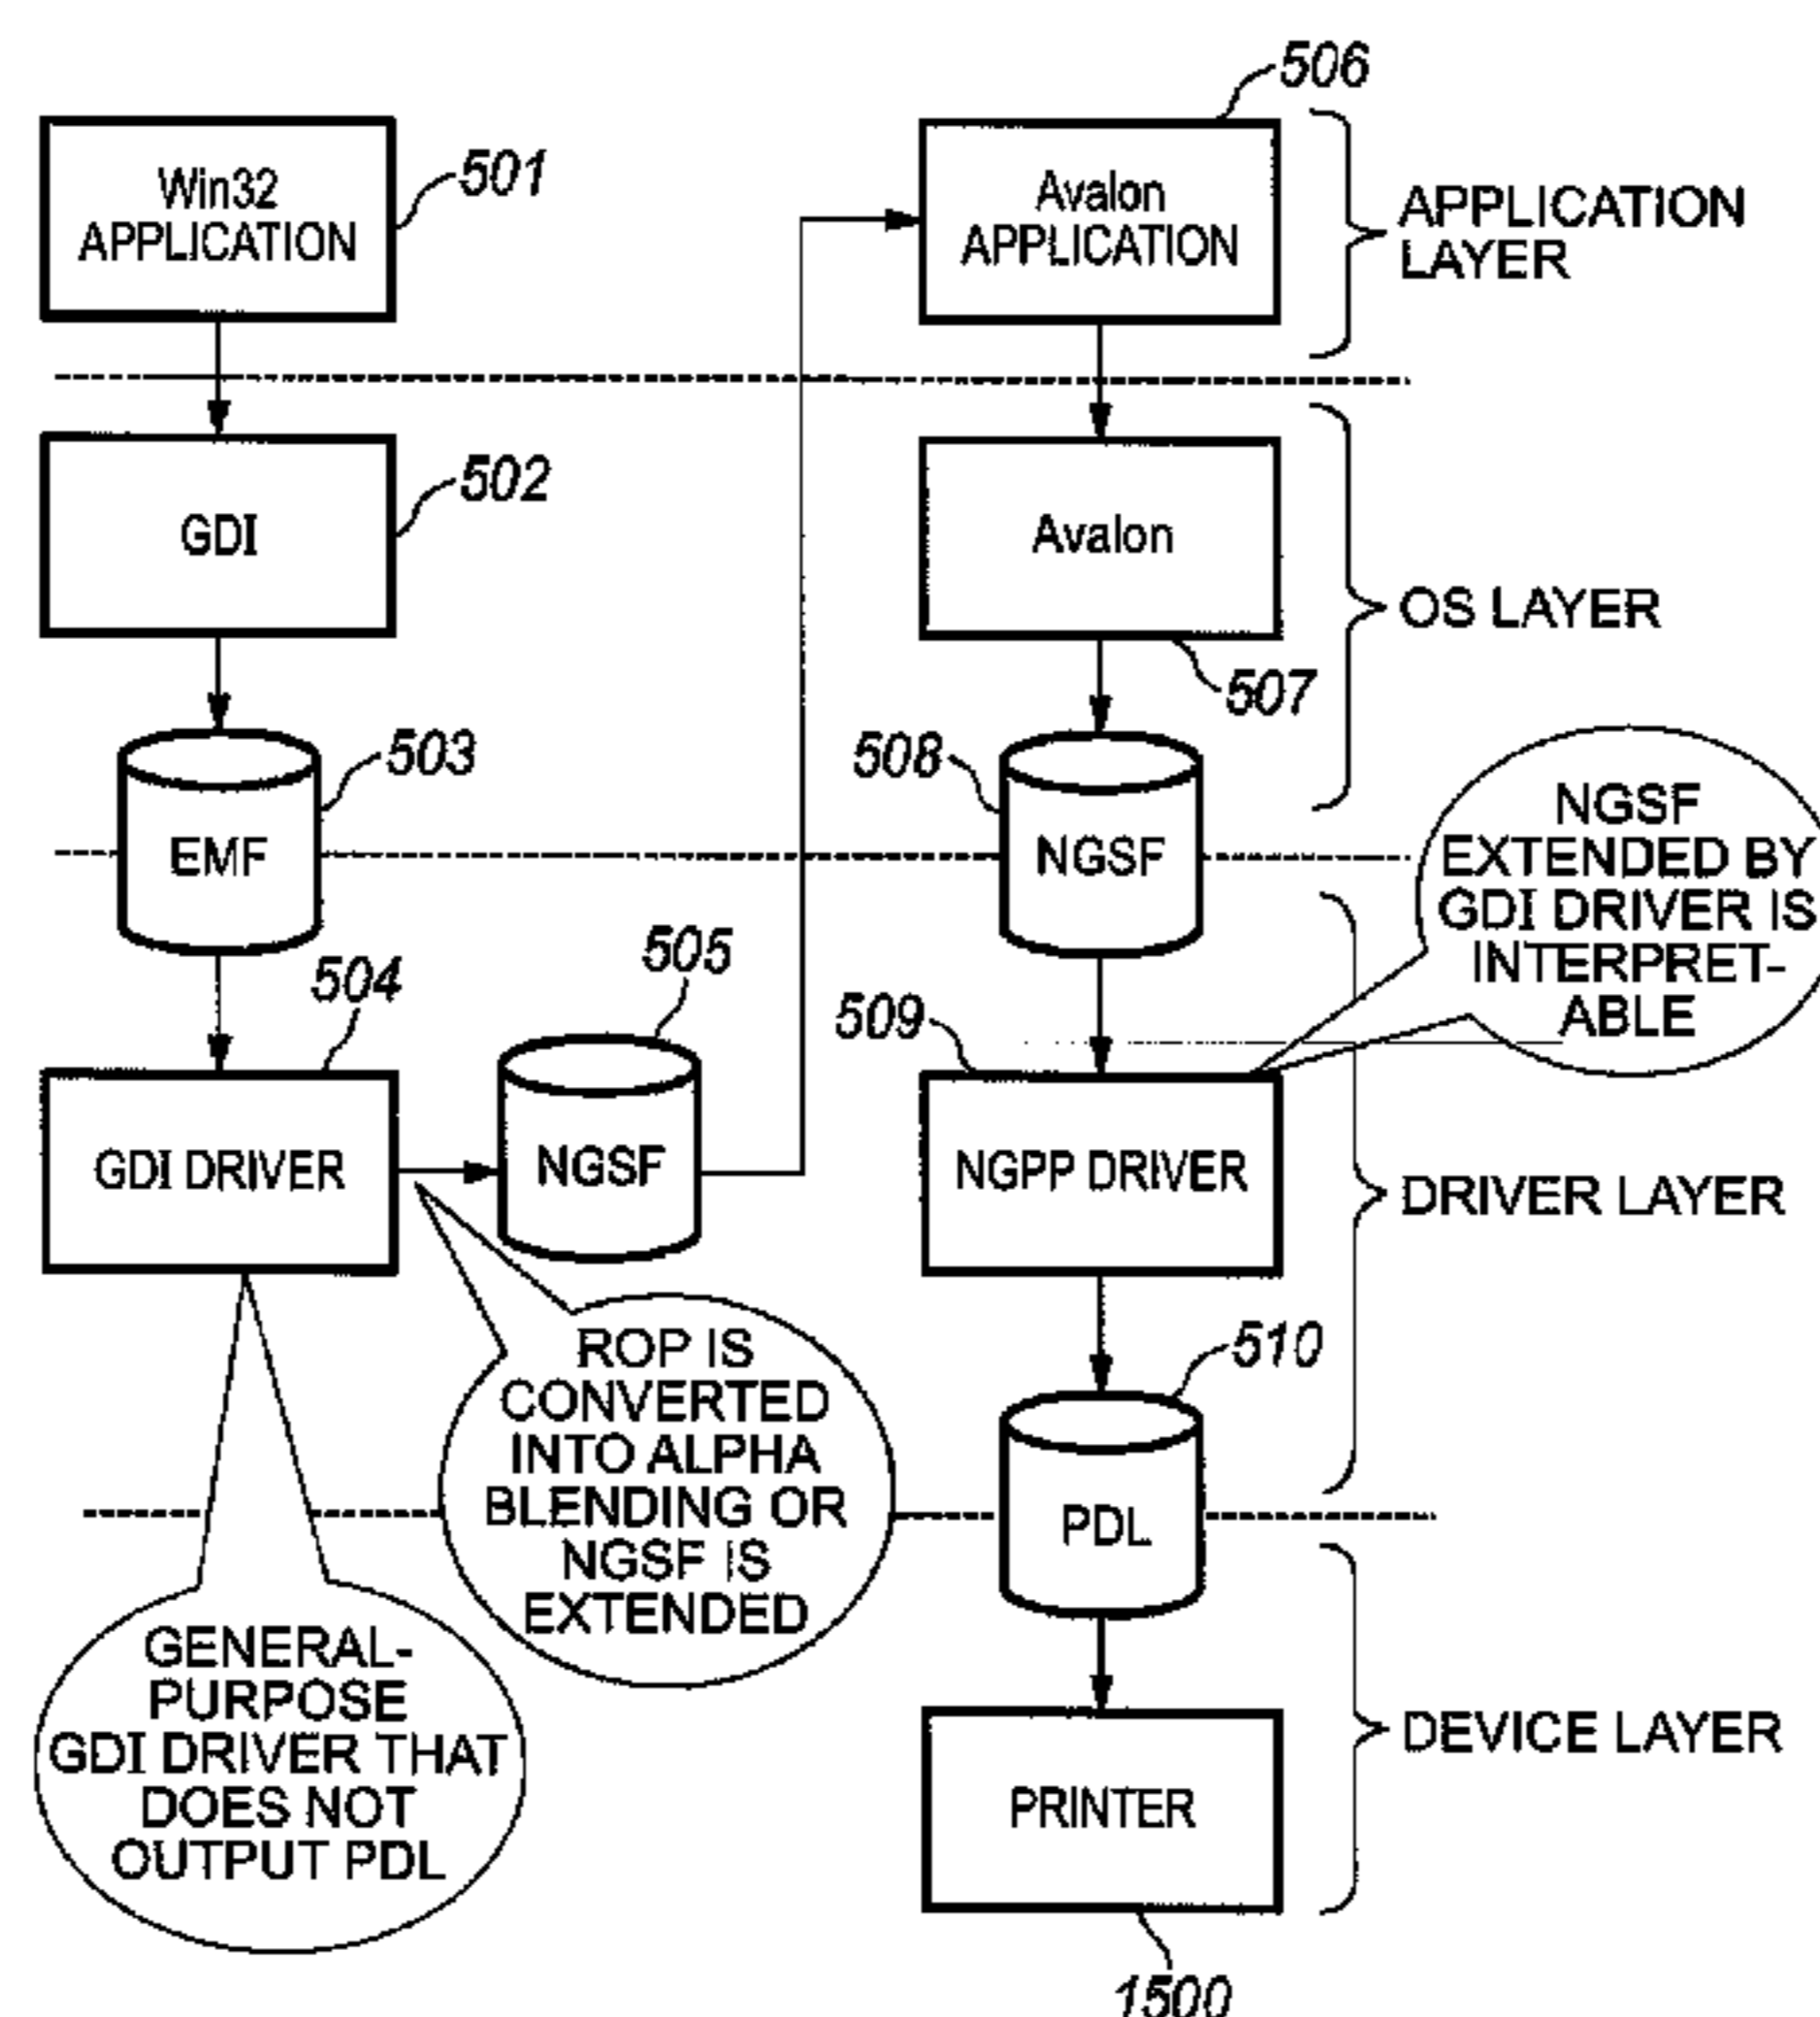 506
Win32
APPLICATION
501
Avalon
APPLICATION
APPLICATION
LAYER
GDI
502
Avalon
507
OS LAYER
EMF
503
508
NGSF
NGSF
EXTENDED BY
GDI DRIVER IS
INTERPRET-
ABLE
504
GDI DRIVER
505
NGSF
509
NGPP DRIVER
DRIVER LAYER
ROP IS
CONVERTED
INTO ALPHA
BLENDING OR
NGSF IS
EXTENDED
510
PDL
GENERAL-
PURPOSE
GDI DRIVER THAT
DOES NOT
OUTPUT PDL
PRINTER
DEVICE LAYER
1500